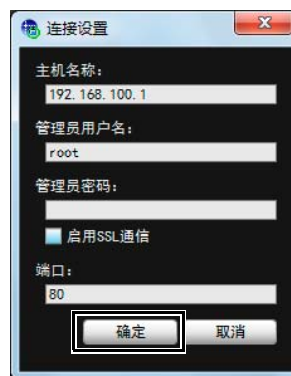 连接设置
主机名称：
192.168.100.1
管理员用户名：
root
管理员密码：
启用SSL通信
端口：
80
确定 取消